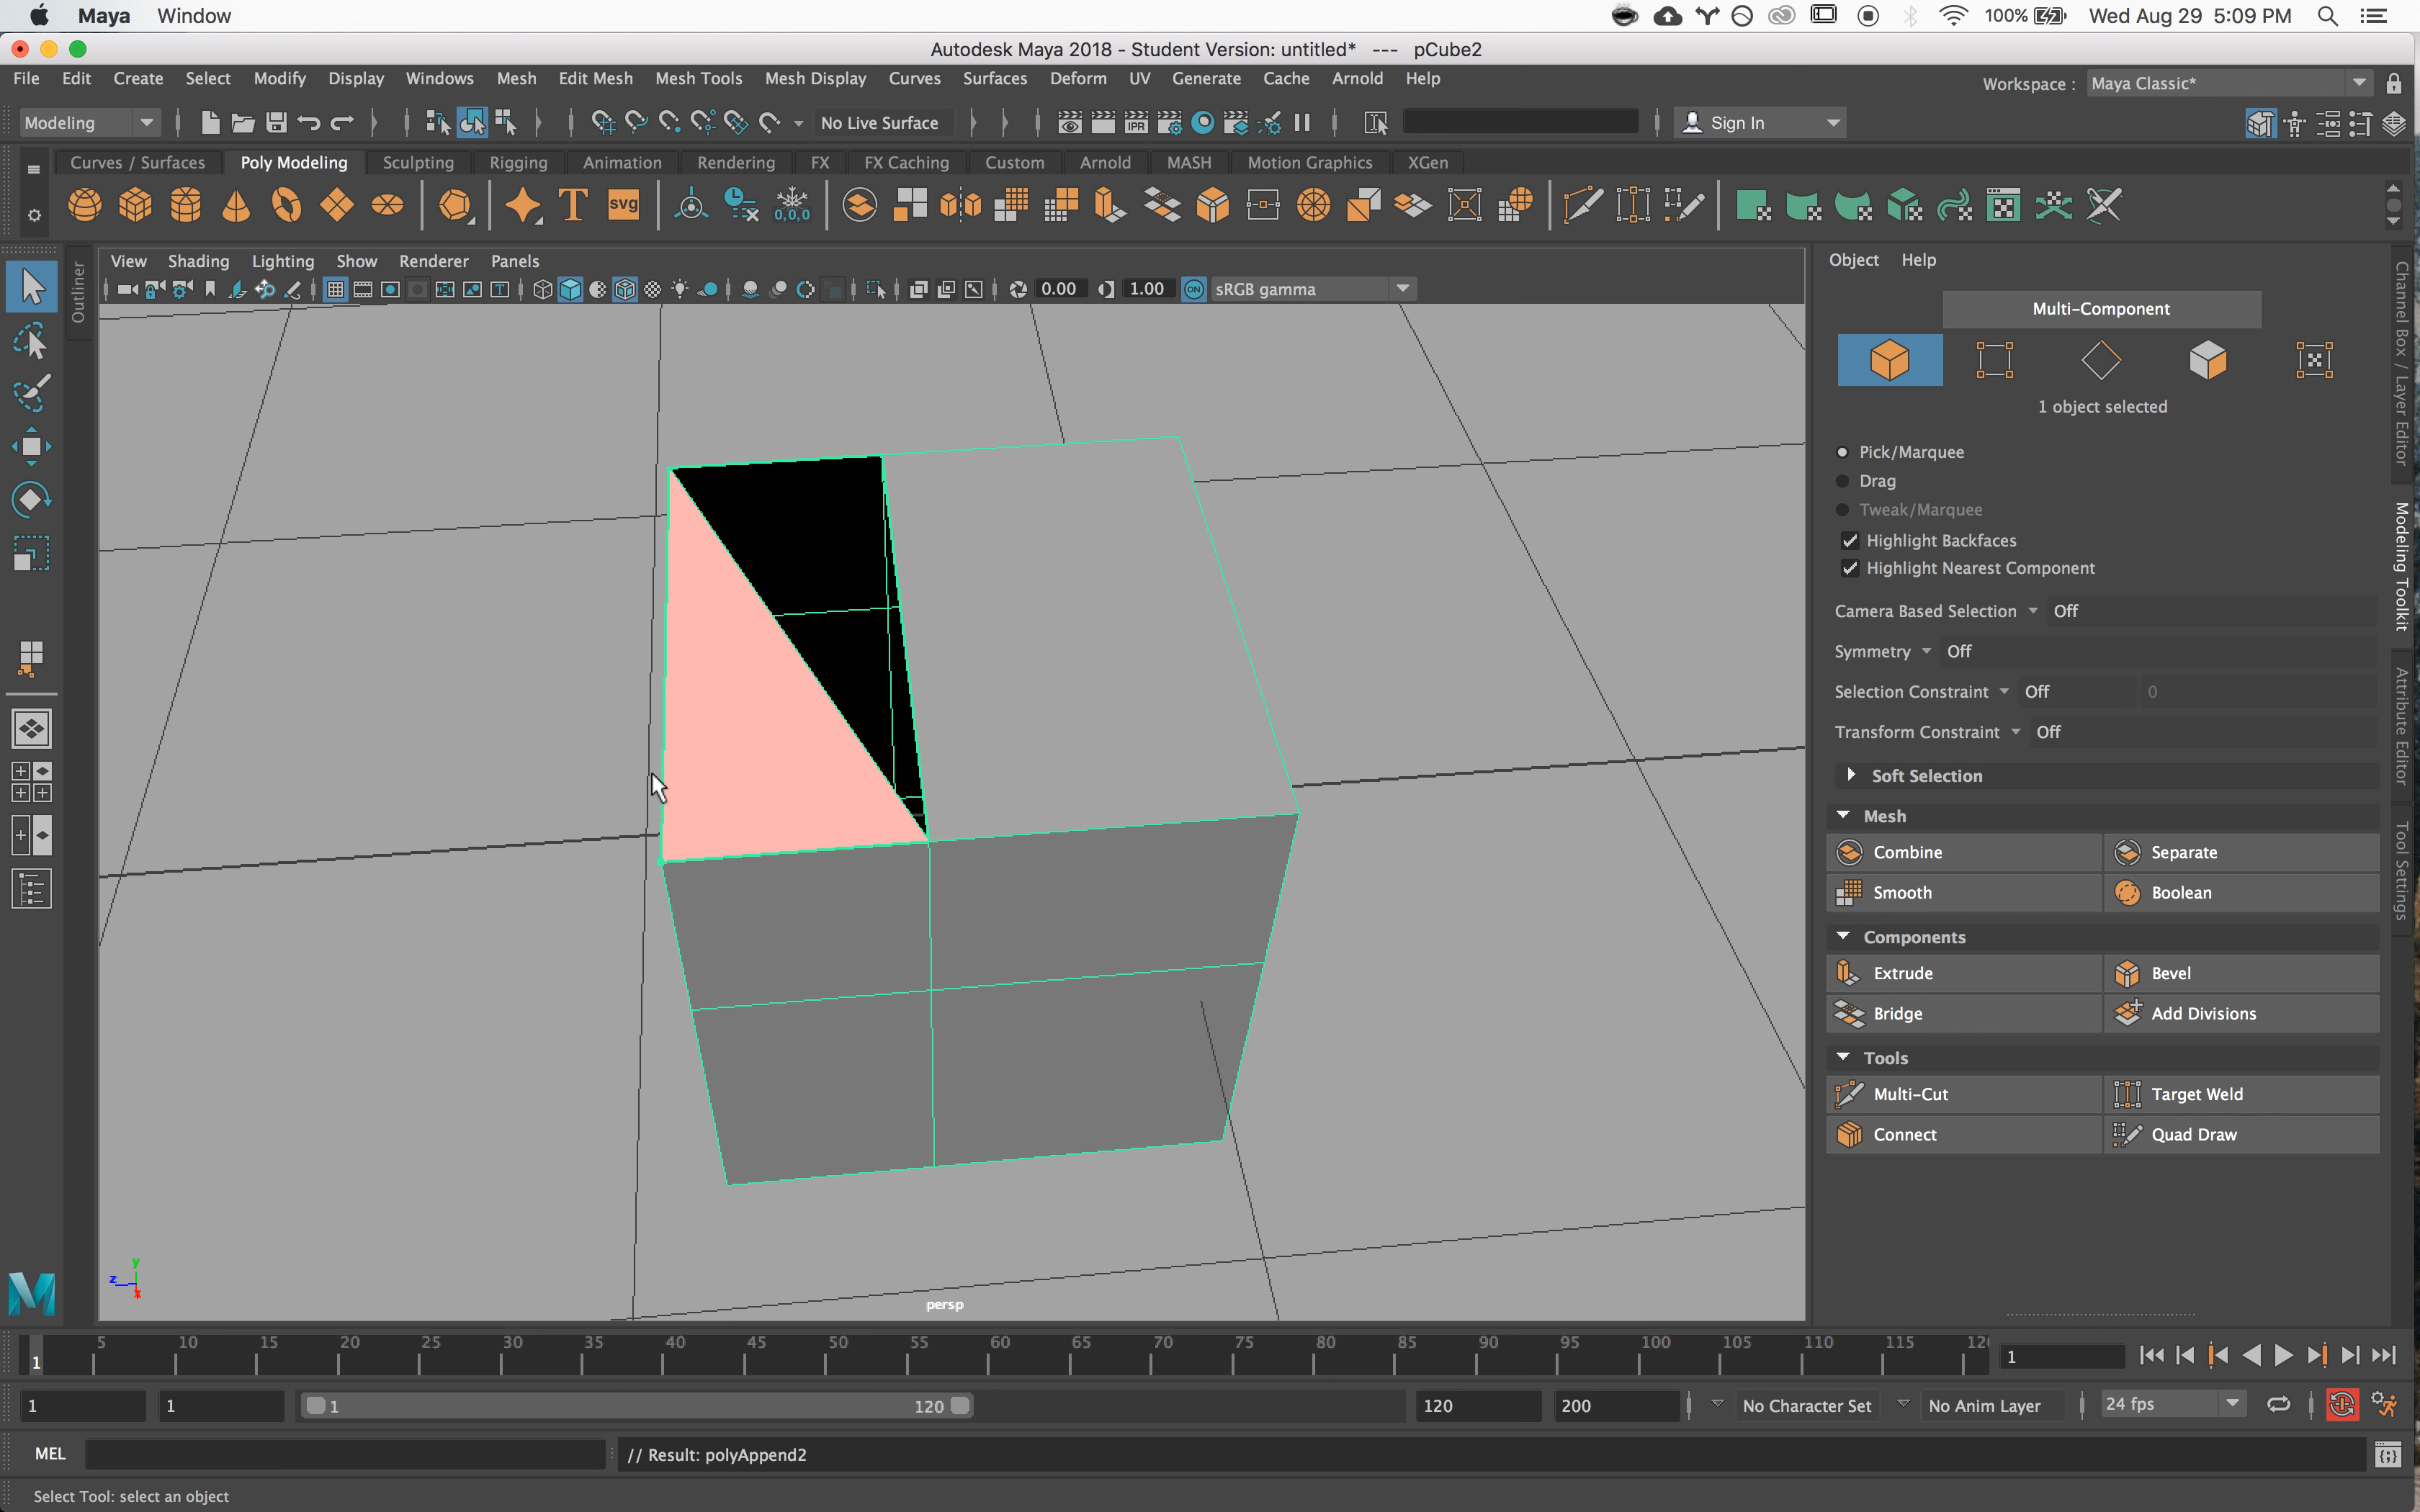 Maya Window 100% Wed Aug 29 5:09 PM
Autodesk Maya 2018 - Student Version: untitled* --- pCube2
File Edit Create Select Modify Display Windows Mesh Edit Mesh Mesh Tools Mesh Display Curves Surfaces Deform UV Generate Cache Arnold Help Workspace : Maya Classic*
Modeling No Live Surface IPR Sign In
Curves / Surfaces Poly Modeling Sculpting Rigging Animation Rendering FX FX Caching Custom Arnold MASH Motion Graphics XGen
T svg 0,0,0
View Shading Lighting Show Renderer Panels
0.00 1.00 ON sRGB gamma
Outliner
Object Help
Multi-Component
1 object selected
Pick/Marquee
Drag
Tweak/Marquee
Highlight Backfaces
Highlight Nearest Component
Camera Based Selection Off
Symmetry Off
Selection Constraint Off 0
Transform Constraint Off
Soft Selection
Mesh
Combine Separate
Smooth Boolean
Components
Extrude Bevel
Bridge Add Divisions
Tools
Multi-Cut Target Weld
Connect Quad Draw
Channel Box / Layer Editor
Modeling Toolkit
Attribute Editor
Tool Settings
y
z
x
persp
M
1 5 10 15 20 25 30 35 40 45 50 55 60 65 70 75 80 85 90 95 100 105 110 115 12 1
1 1 1 120 120 200 No Character Set No Anim Layer 24 fps
MEL // Result: polyAppend2
Select Tool: select an object